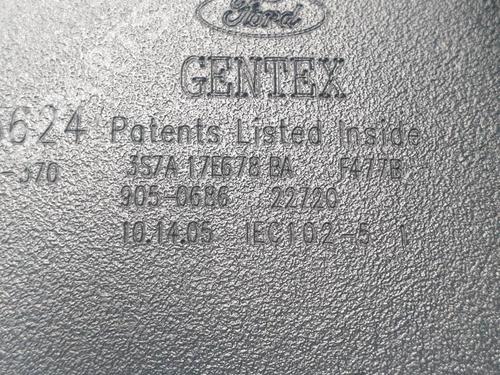 Ford
GENTEX
624 Patents Listed Inside
-370 3S7A 17E678 BA F477B
905-0686 22720
10.14.05 IEC102-5 1